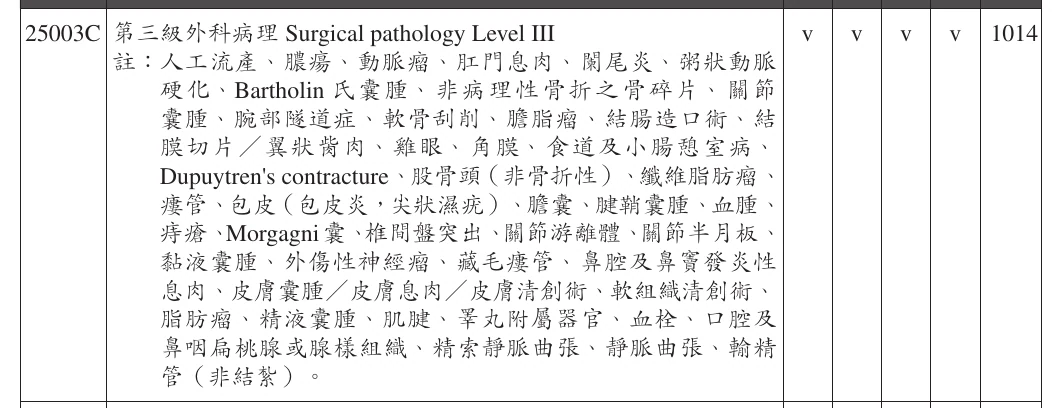 25003C 第三級外科病理 Surgical pathology Level III v v v v 1014
註：人工流產、膿瘍、動脈瘤、肛門息肉、闌尾炎、粥狀動脈
硬化、Bartholin 氏囊腫、非病理性骨折之骨碎片、關節
囊腫、腕部隧道症、軟骨刮削、膽脂瘤、結腸造口術、結
膜切片／翼狀胬肉、雞眼、角膜、食道及小腸憩室病、
Dupuytren's contracture、股骨頭（非骨折性）、纖維脂肪瘤、
瘻管、包皮（包皮炎，尖狀濕疣）、膽囊、腱鞘囊腫、血腫、
痔瘡、Morgagni 囊、椎間盤突出、關節游離體、關節半月板、
黏液囊腫、外傷性神經瘤、藏毛瘻管、鼻腔及鼻竇發炎性
息肉、皮膚囊腫／皮膚息肉／皮膚清創術、軟組織清創術、
脂肪瘤、精液囊腫、肌腱、睪丸附屬器官、血栓、口腔及
鼻咽扁桃腺或腺樣組織、精索靜脈曲張、靜脈曲張、輸精
管（非結紮）。